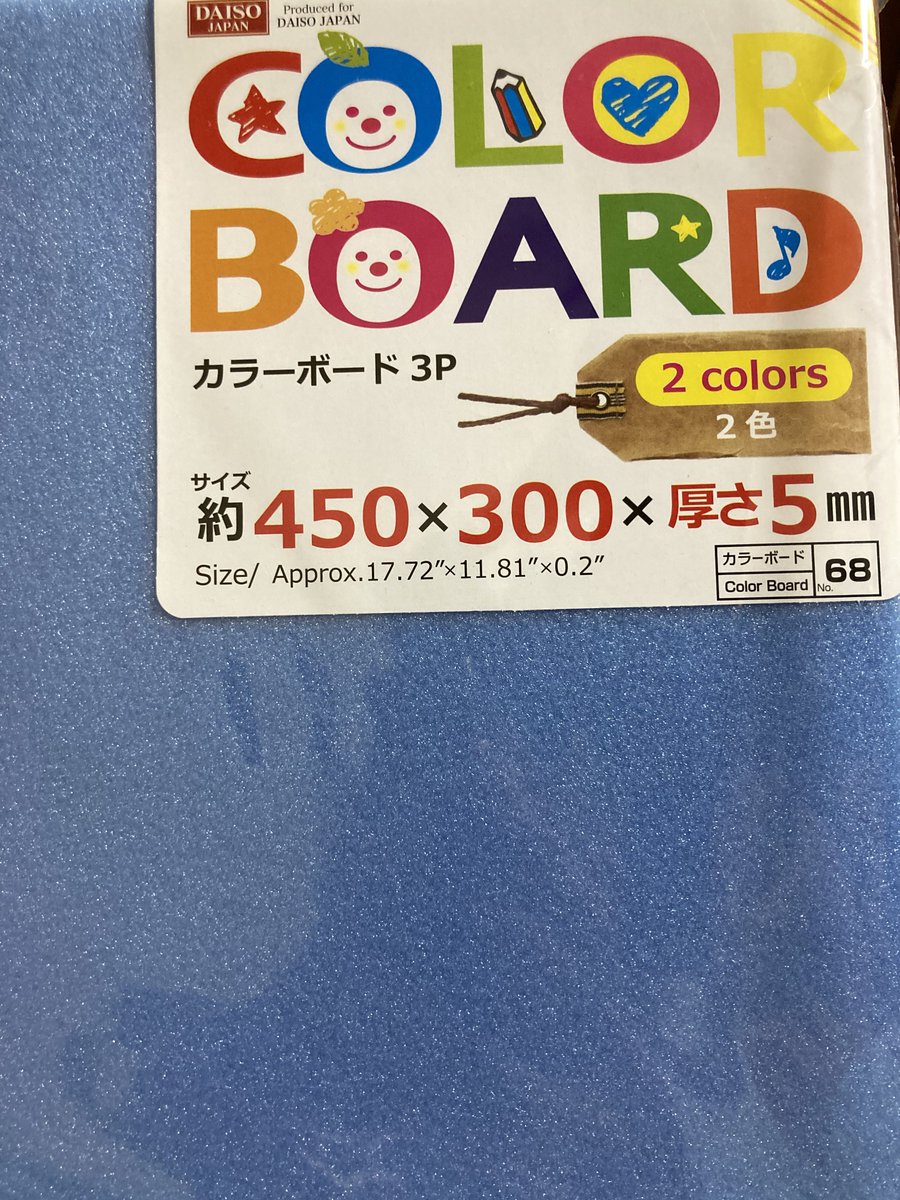 DAISO
JAPAN
Produced for
DAISO JAPAN
COLOR
BOARD
カラーボード 3P
2 colors
2色
サイズ
約450×300×厚さ5mm
Size/ Approx.17.72”×11.81”×0.2”
カラーボード
Color Board
No. 68